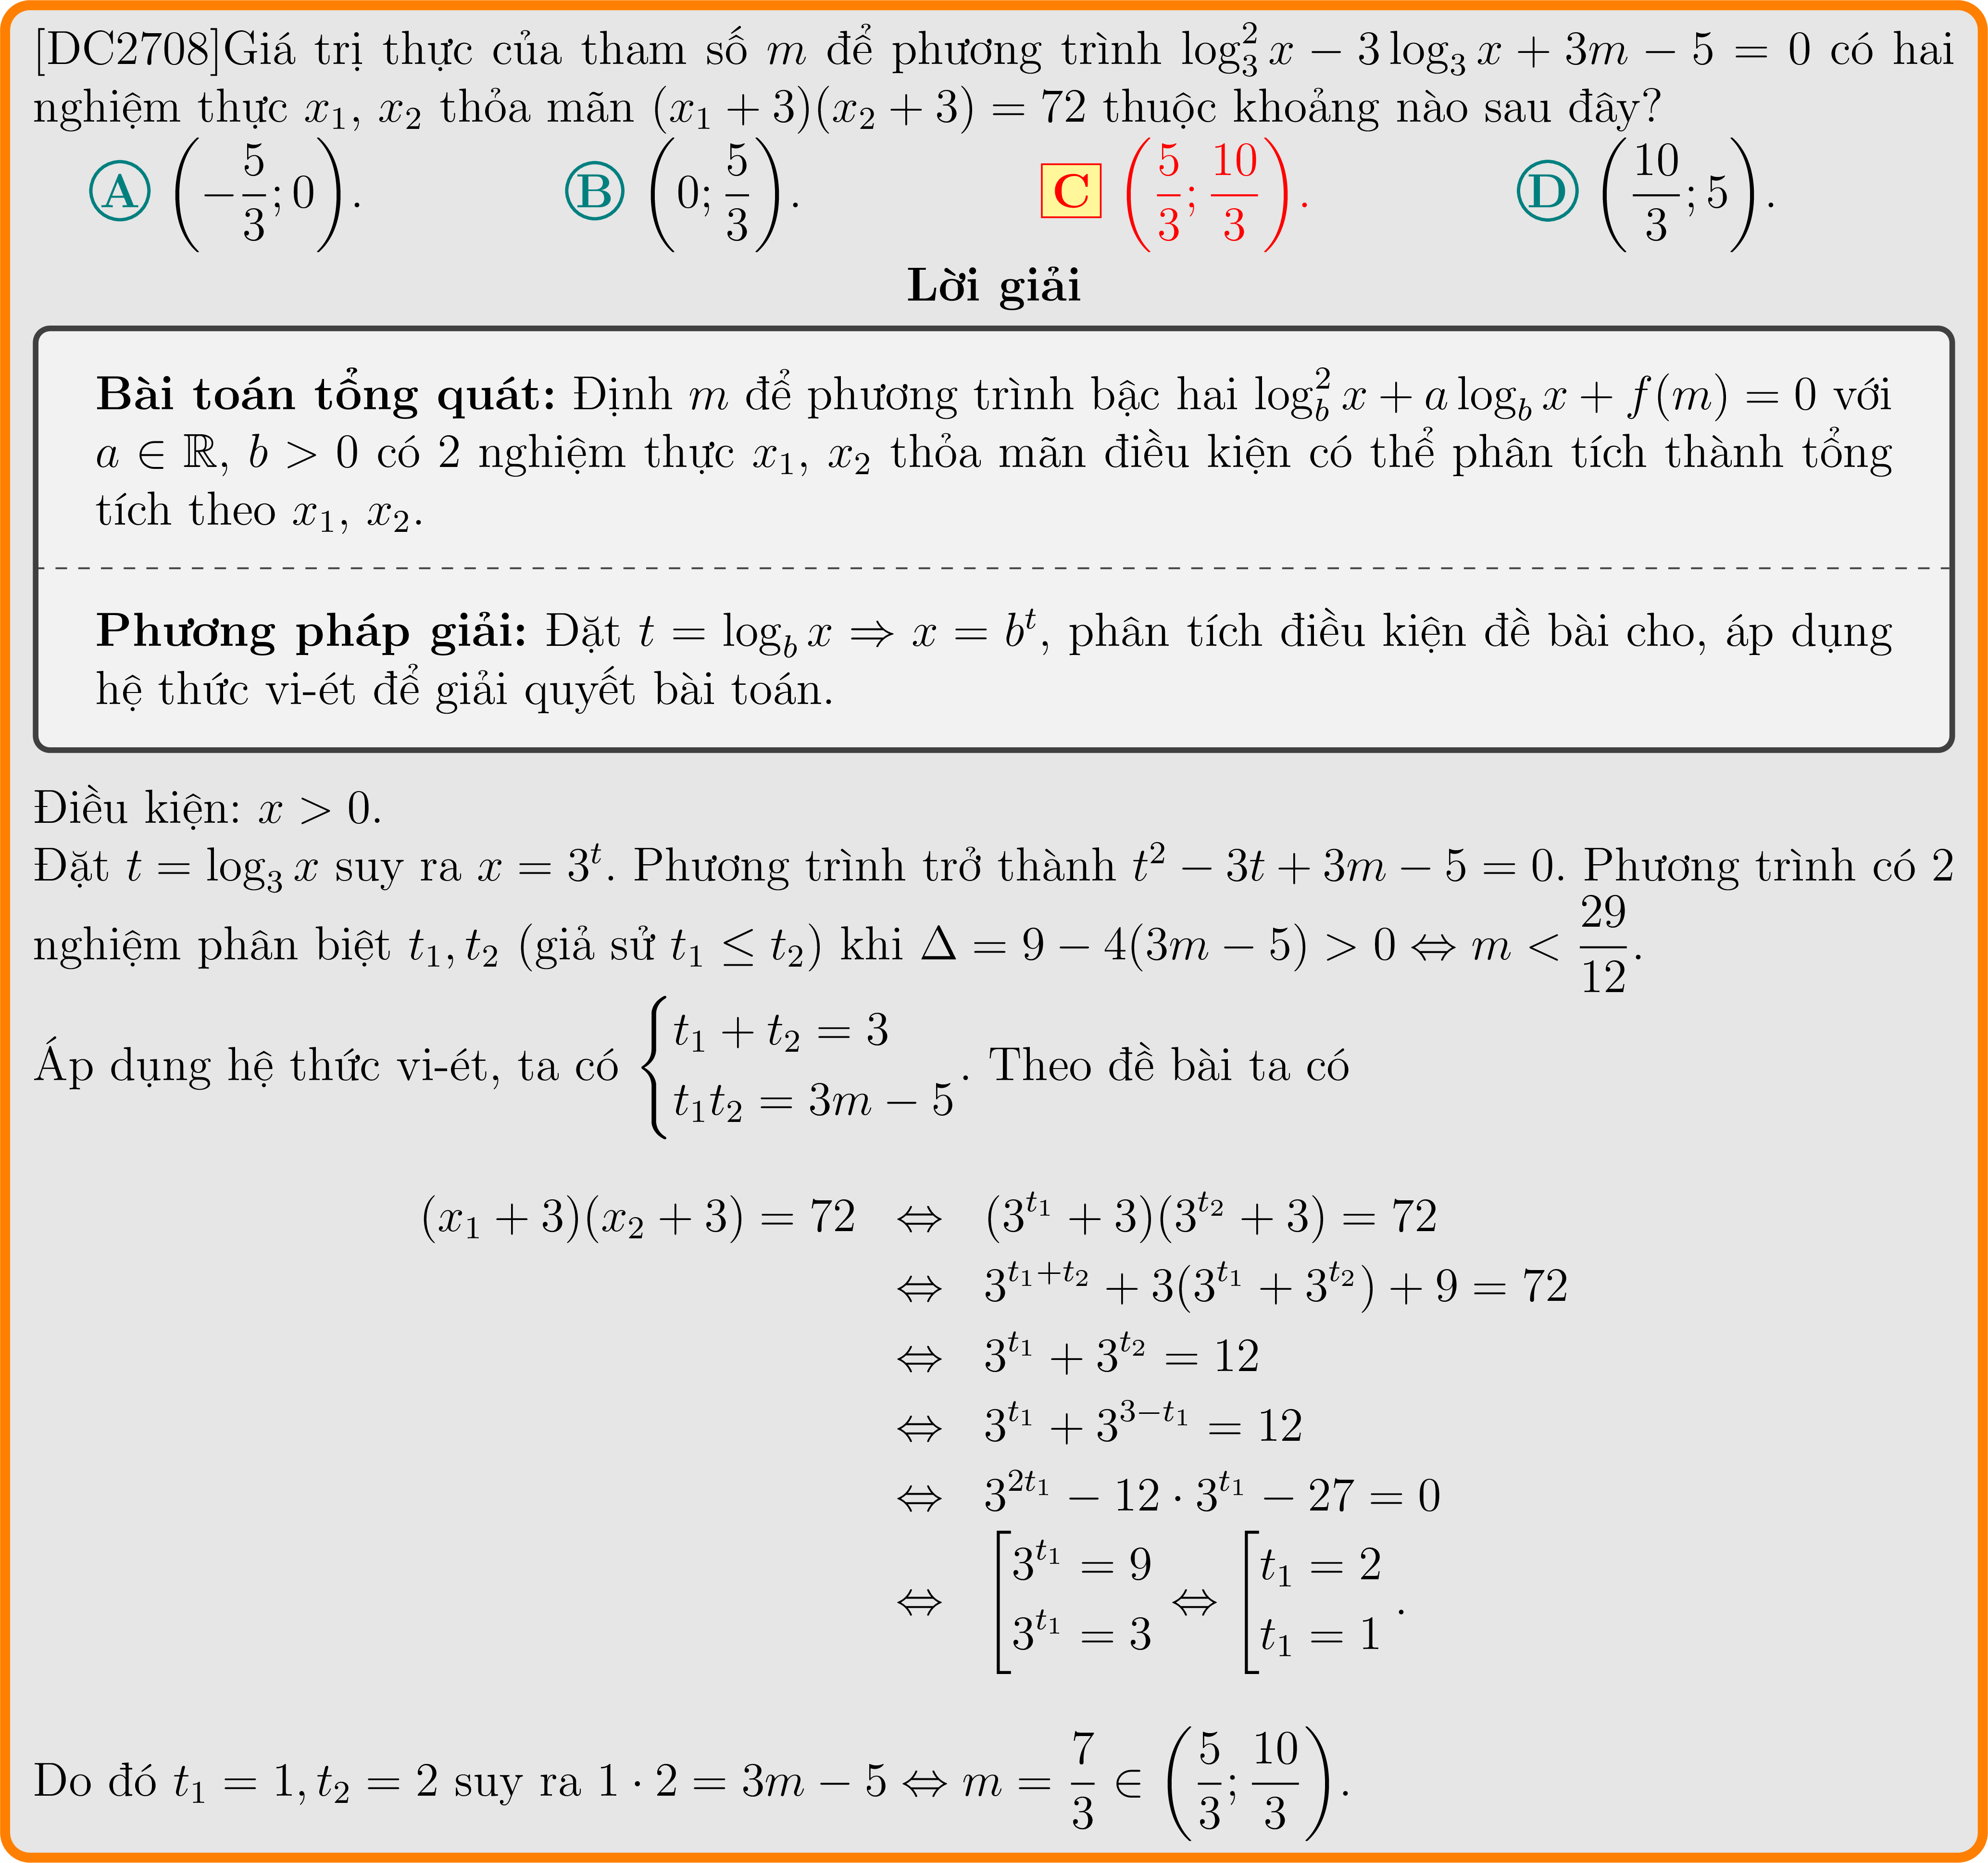 [DC2708]Giá trị thực của tham số $m$ để phương trình $\log_3^2 x - 3\log_3 x + 3m - 5 = 0$ có hai
nghiệm thực $x_1$, $x_2$ thỏa mãn $(x_1 + 3)(x_2 + 3) = 72$ thuộc khoảng nào sau đây?
A $\left(-\frac{5}{3}; 0\right)$. B $\left(0; \frac{5}{3}\right)$. C $\left(\frac{5}{3}; \frac{10}{3}\right)$. D $\left(\frac{10}{3}; 5\right)$.
Lời giải
Bài toán tổng quát: Định $m$ để phương trình bậc hai $\log_b^2 x + a\log_b x + f(m) = 0$ với
$a \in \mathbb{R}$, $b > 0$ có 2 nghiệm thực $x_1$, $x_2$ thỏa mãn điều kiện có thể phân tích thành tổng
tích theo $x_1$, $x_2$.
Phương pháp giải: Đặt $t = \log_b x \Rightarrow x = b^t$, phân tích điều kiện đề bài cho, áp dụng
hệ thức vi-ét để giải quyết bài toán.
Điều kiện: $x > 0$.
Đặt $t = \log_3 x$ suy ra $x = 3^t$. Phương trình trở thành $t^2 - 3t + 3m - 5 = 0$. Phương trình có 2
nghiệm phân biệt $t_1, t_2$ (giả sử $t_1 \le t_2$) khi $\Delta = 9 - 4(3m - 5) > 0 \Leftrightarrow m < \frac{29}{12}$.
Áp dụng hệ thức vi-ét, ta có $\begin{cases} t_1 + t_2 = 3 \\ t_1 t_2 = 3m - 5 \end{cases}$. Theo đề bài ta có
$(x_1 + 3)(x_2 + 3) = 72 \Leftrightarrow (3^{t_1} + 3)(3^{t_2} + 3) = 72$
$\Leftrightarrow 3^{t_1+t_2} + 3(3^{t_1} + 3^{t_2}) + 9 = 72$
$\Leftrightarrow 3^{t_1} + 3^{t_2} = 12$
$\Leftrightarrow 3^{t_1} + 3^{3-t_1} = 12$
$\Leftrightarrow 3^{2t_1} - 12 \cdot 3^{t_1} - 27 = 0$
$\Leftrightarrow \left[\begin{array}{l} 3^{t_1} = 9 \\ 3^{t_1} = 3 \end{array}\right. \Leftrightarrow \left[\begin{array}{l} t_1 = 2 \\ t_1 = 1 \end{array}\right.$.
Do đó $t_1 = 1, t_2 = 2$ suy ra $1 \cdot 2 = 3m - 5 \Leftrightarrow m = \frac{7}{3} \in \left(\frac{5}{3}; \frac{10}{3}\right)$.